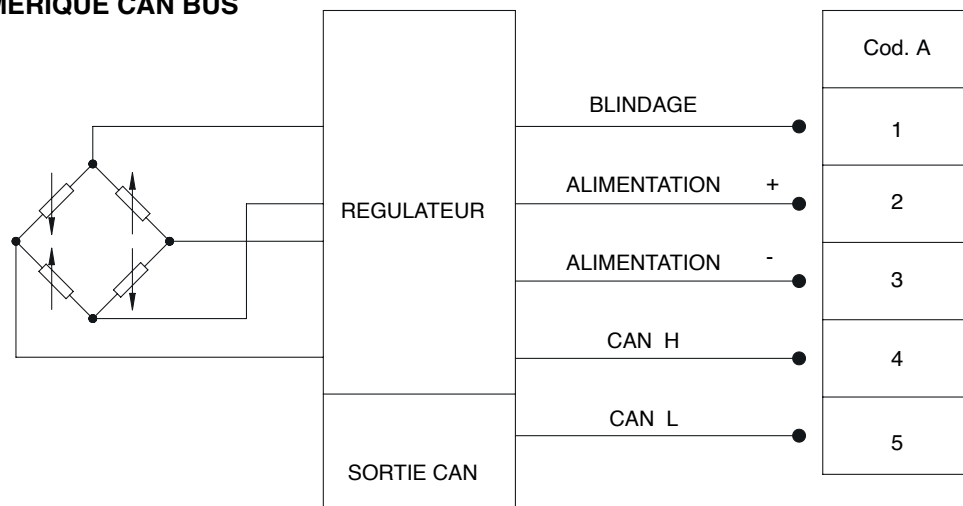 MERIQUE CAN BUS
Cod. A
BLINDAGE
1
ALIMENTATION +
2
REGULATEUR
ALIMENTATION -
3
CAN H
4
CAN L
5
SORTIE CAN